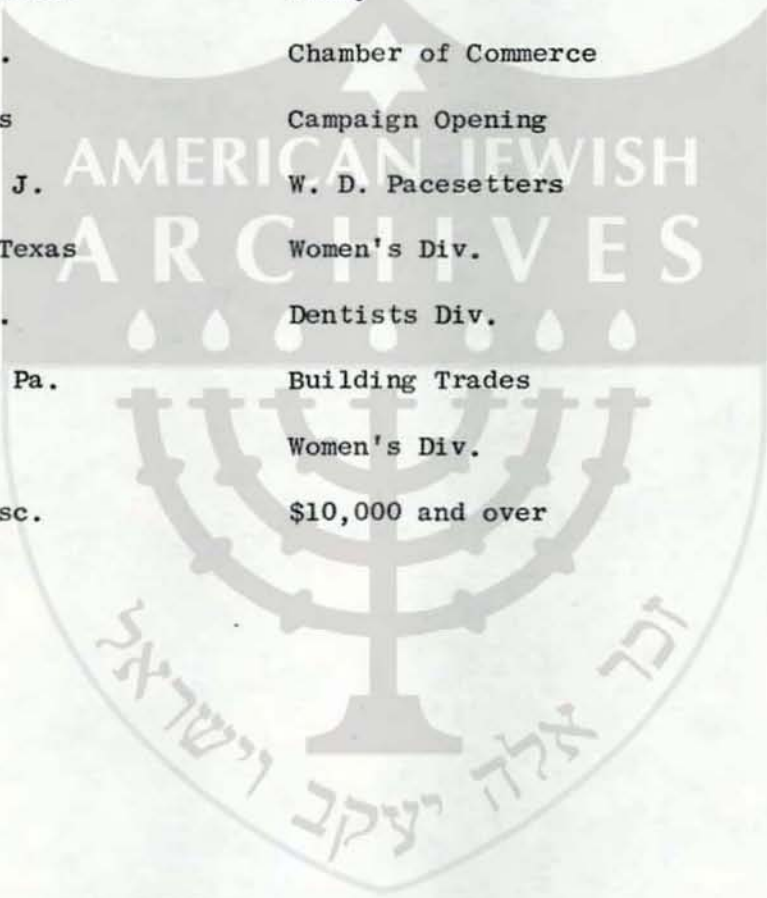 . Chamber of Commerce
s Campaign Opening
J. W. D. Pacesetters
Texas Women's Div.
. Dentists Div.
Pa. Building Trades
Women's Div.
sc. $10,000 and over
AMERICAN JEWISH
ARCHIVES
זכר אלה יעקב וישראל